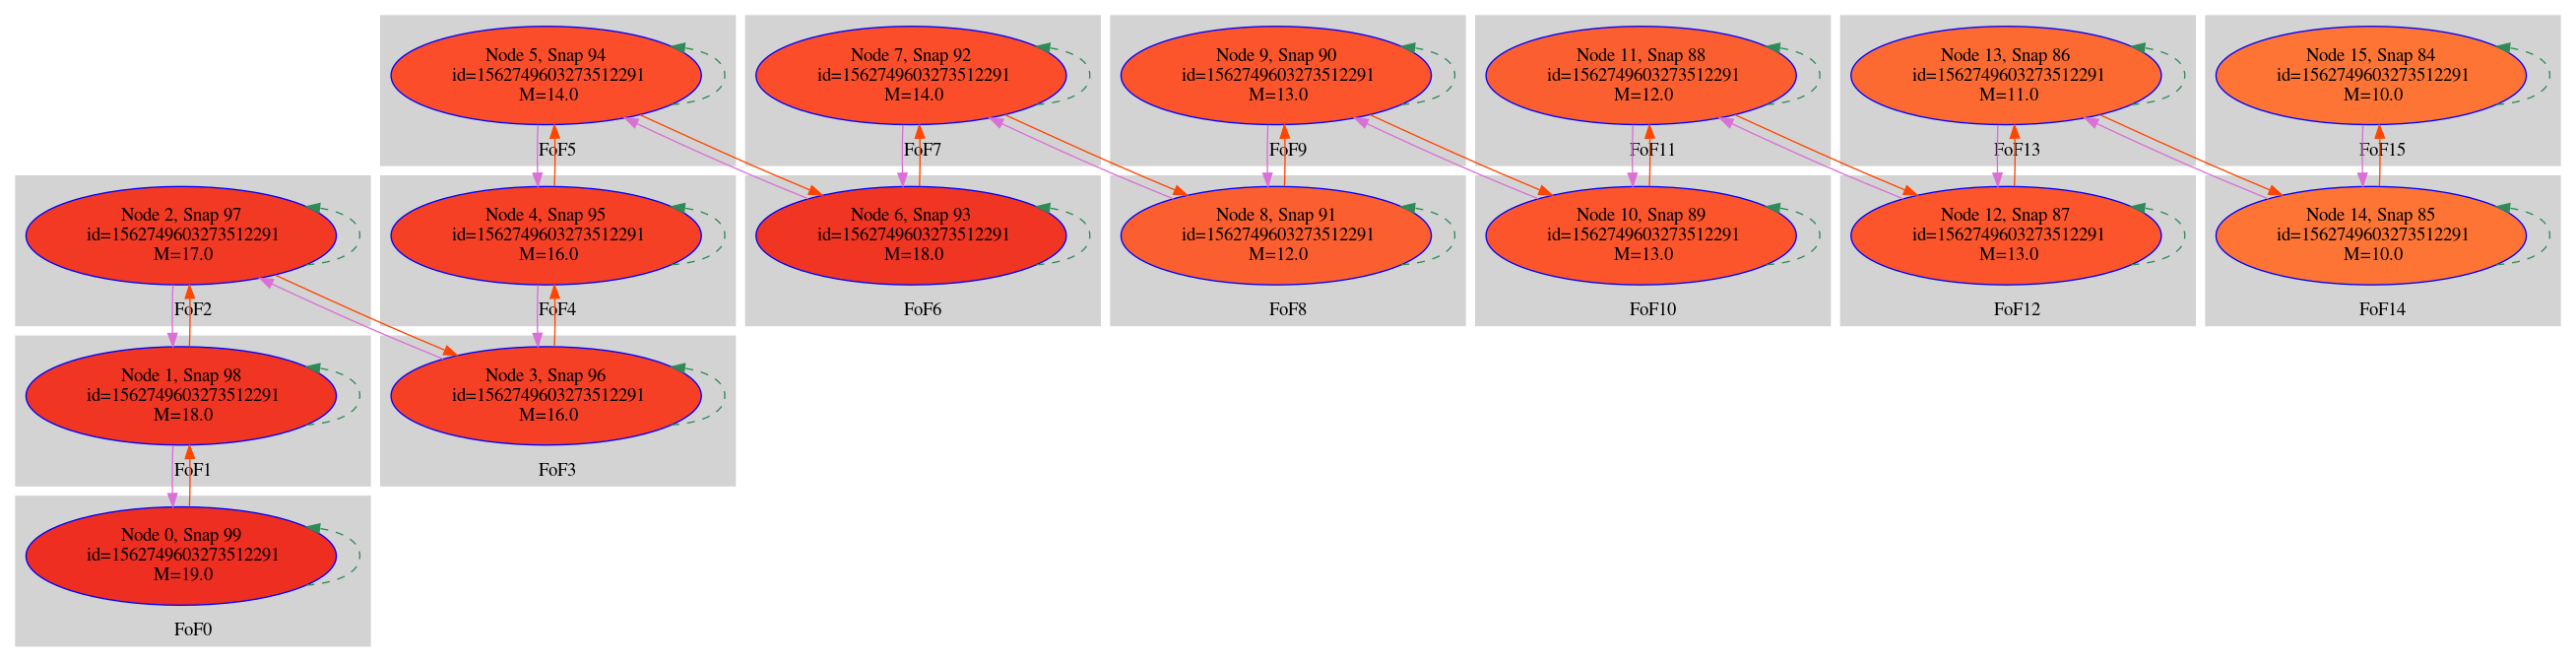 Node 5, Snap 94
id=1562749603273512291
M=14.0
FoF5
Node 7, Snap 92
id=1562749603273512291
M=14.0
FoF7
Node 9, Snap 90
id=1562749603273512291
M=13.0
FoF9
Node 11, Snap 88
id=1562749603273512291
M=12.0
FoF11
Node 13, Snap 86
id=1562749603273512291
M=11.0
FoF13
Node 15, Snap 84
id=1562749603273512291
M=10.0
FoF15
Node 2, Snap 97
id=1562749603273512291
M=17.0
FoF2
Node 4, Snap 95
id=1562749603273512291
M=16.0
FoF4
Node 6, Snap 93
id=1562749603273512291
M=18.0
FoF6
Node 8, Snap 91
id=1562749603273512291
M=12.0
FoF8
Node 10, Snap 89
id=1562749603273512291
M=13.0
FoF10
Node 12, Snap 87
id=1562749603273512291
M=13.0
FoF12
Node 14, Snap 85
id=1562749603273512291
M=10.0
FoF14
Node 1, Snap 98
id=1562749603273512291
M=18.0
FoF1
Node 3, Snap 96
id=1562749603273512291
M=16.0
FoF3
Node 0, Snap 99
id=1562749603273512291
M=19.0
FoF0